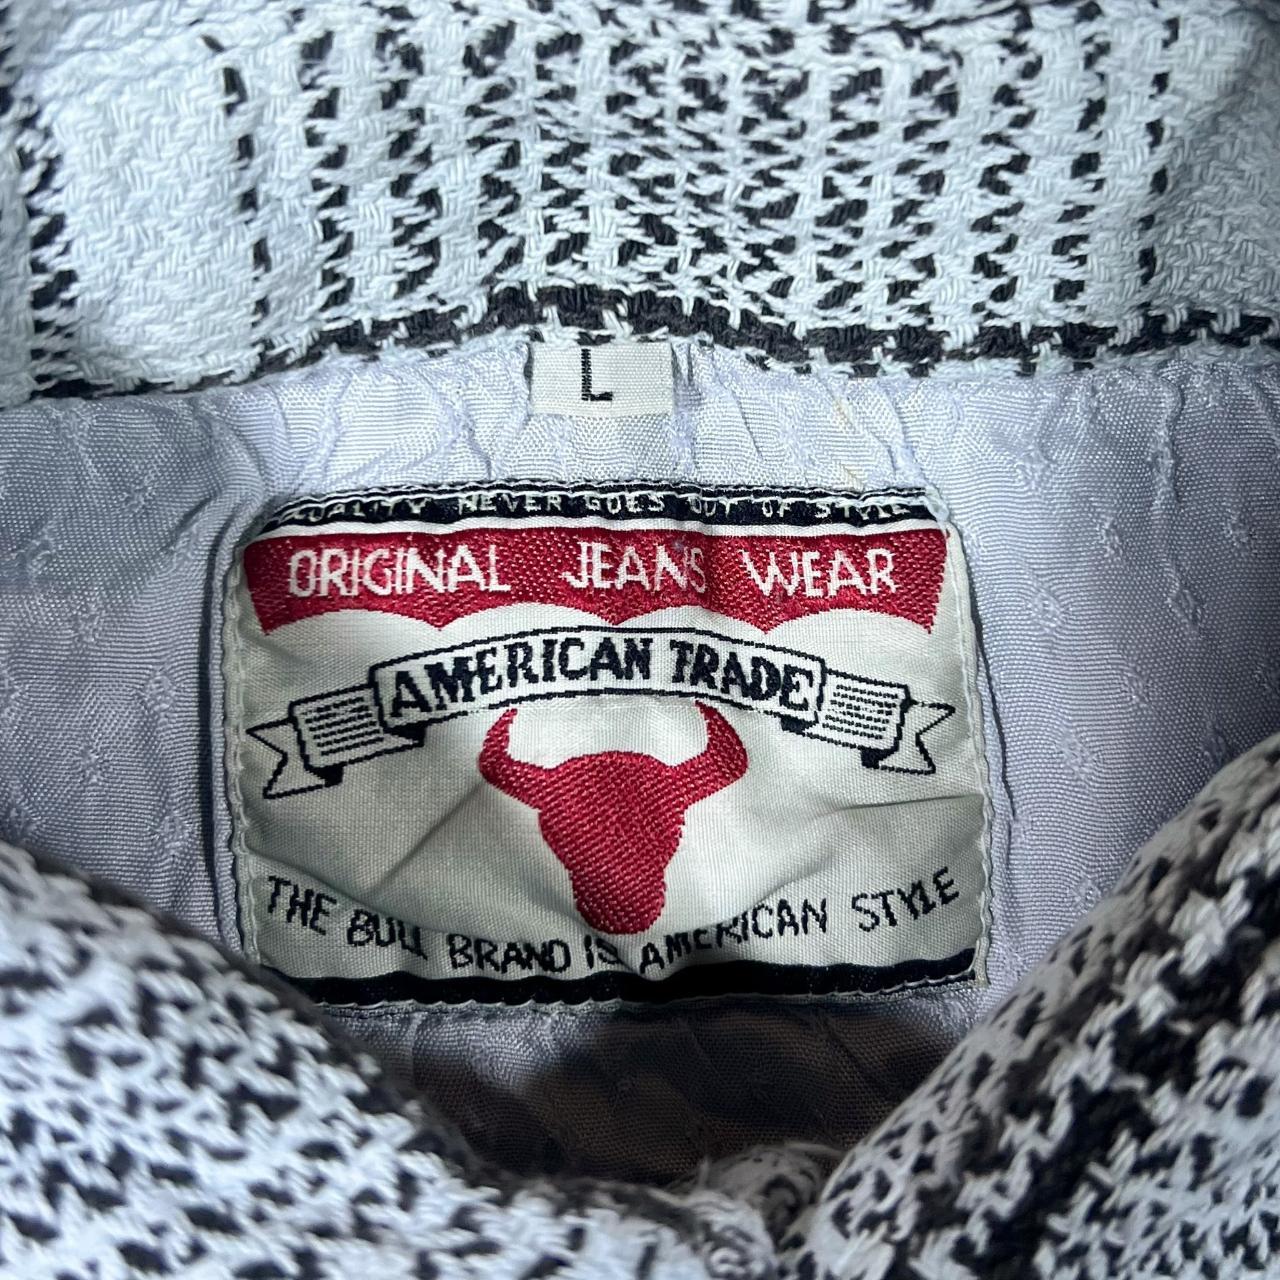 L
QUALITY NEVER GOES OUT OF STYLE
ORIGINAL JEANS WEAR
AMERICAN TRADE
THE BULL BRAND IS AMERICAN STYLE